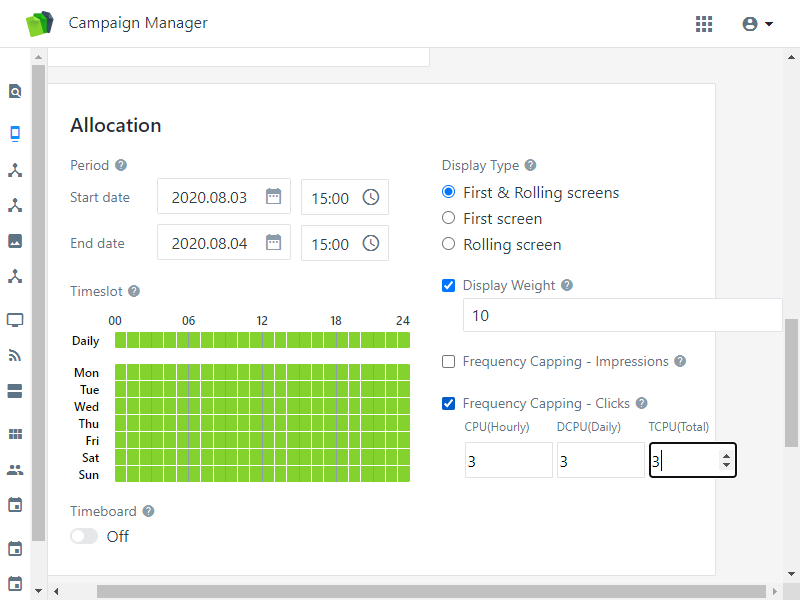 Campaign Manager
Allocation
Period
Start date 2020.08.03 15:00
End date 2020.08.04 15:00
Timeslot
00 06 12 18 24
Daily
Mon
Tue
Wed
Thu
Fri
Sat
Sun
Timeboard
Off
Display Type
First & Rolling screens
First screen
Rolling screen
Display Weight
10
Frequency Capping - Impressions
Frequency Capping - Clicks
CPU(Hourly) DCPU(Daily) TCPU(Total)
3 3 3